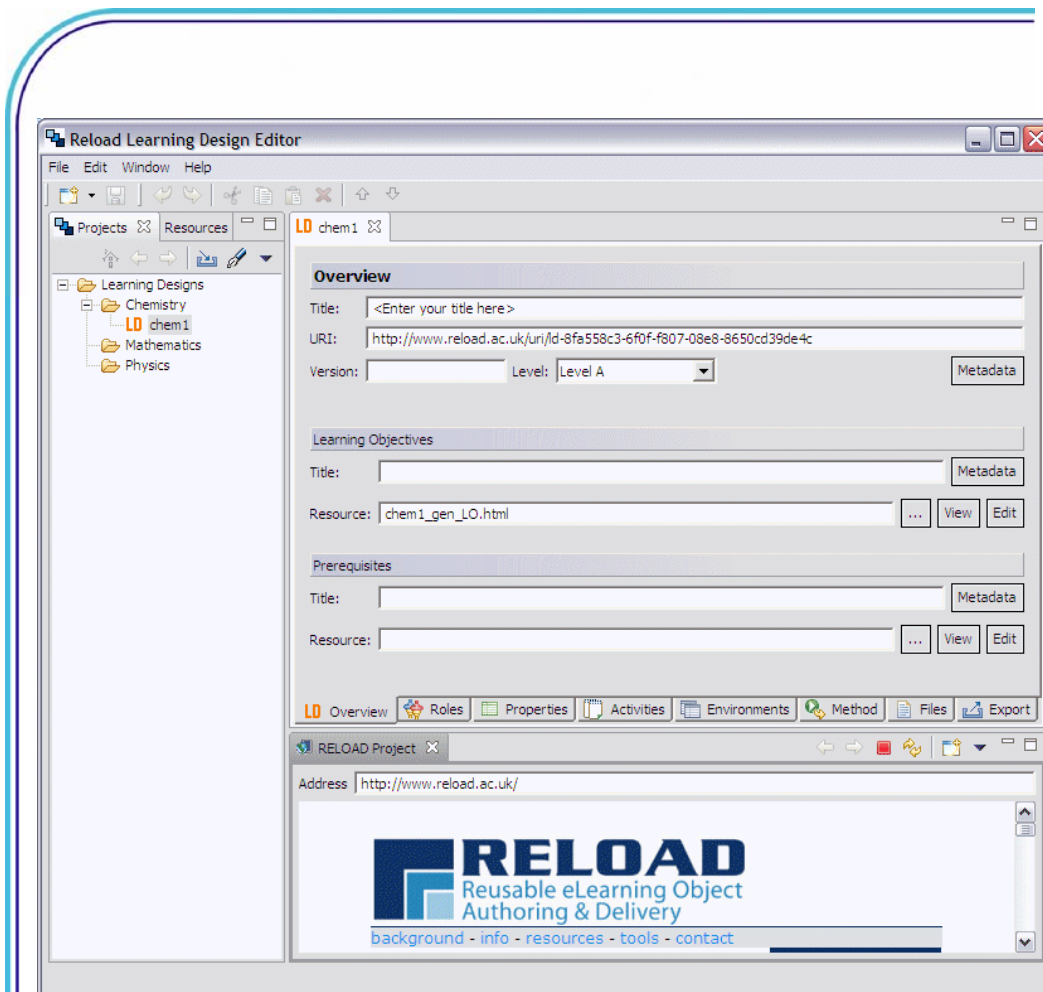 Reload Learning Design Editor
File Edit Window Help
Projects Resources
Learning Designs
Chemistry
LD chem1
Mathematics
Physics
LD chem1
Overview
Title: <Enter your title here>
URI: http://www.reload.ac.uk/uri/ld-8fa558c3-6f0f-f807-08e8-8650cd39de4c
Version: Level: Level A Metadata
Learning Objectives
Title: Metadata
Resource: chem1_gen_LO.html ... View Edit
Prerequisites
Title: Metadata
Resource: ... View Edit
LD Overview Roles Properties Activities Environments Method Files Export
RELOAD Project
Address http://www.reload.ac.uk/
RELOAD
Reusable eLearning Object
Authoring & Delivery
background - info - resources - tools - contact